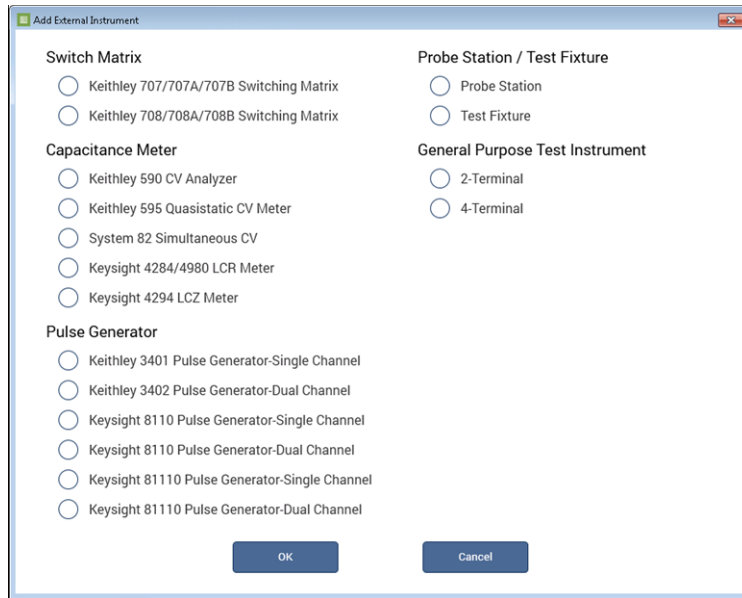 Add External Instrument
Switch Matrix
Keithley 707/707A/707B Switching Matrix
Keithley 708/708A/708B Switching Matrix
Capacitance Meter
Keithley 590 CV Analyzer
Keithley 595 Quasistatic CV Meter
System 82 Simultaneous CV
Keysight 4284/4980 LCR Meter
Keysight 4294 LCZ Meter
Pulse Generator
Keithley 3401 Pulse Generator-Single Channel
Keithley 3402 Pulse Generator-Dual Channel
Keysight 8110 Pulse Generator-Single Channel
Keysight 8110 Pulse Generator-Dual Channel
Keysight 81110 Pulse Generator-Single Channel
Keysight 81110 Pulse Generator-Dual Channel
Probe Station / Test Fixture
Probe Station
Test Fixture
General Purpose Test Instrument
2-Terminal
4-Terminal
OK
Cancel